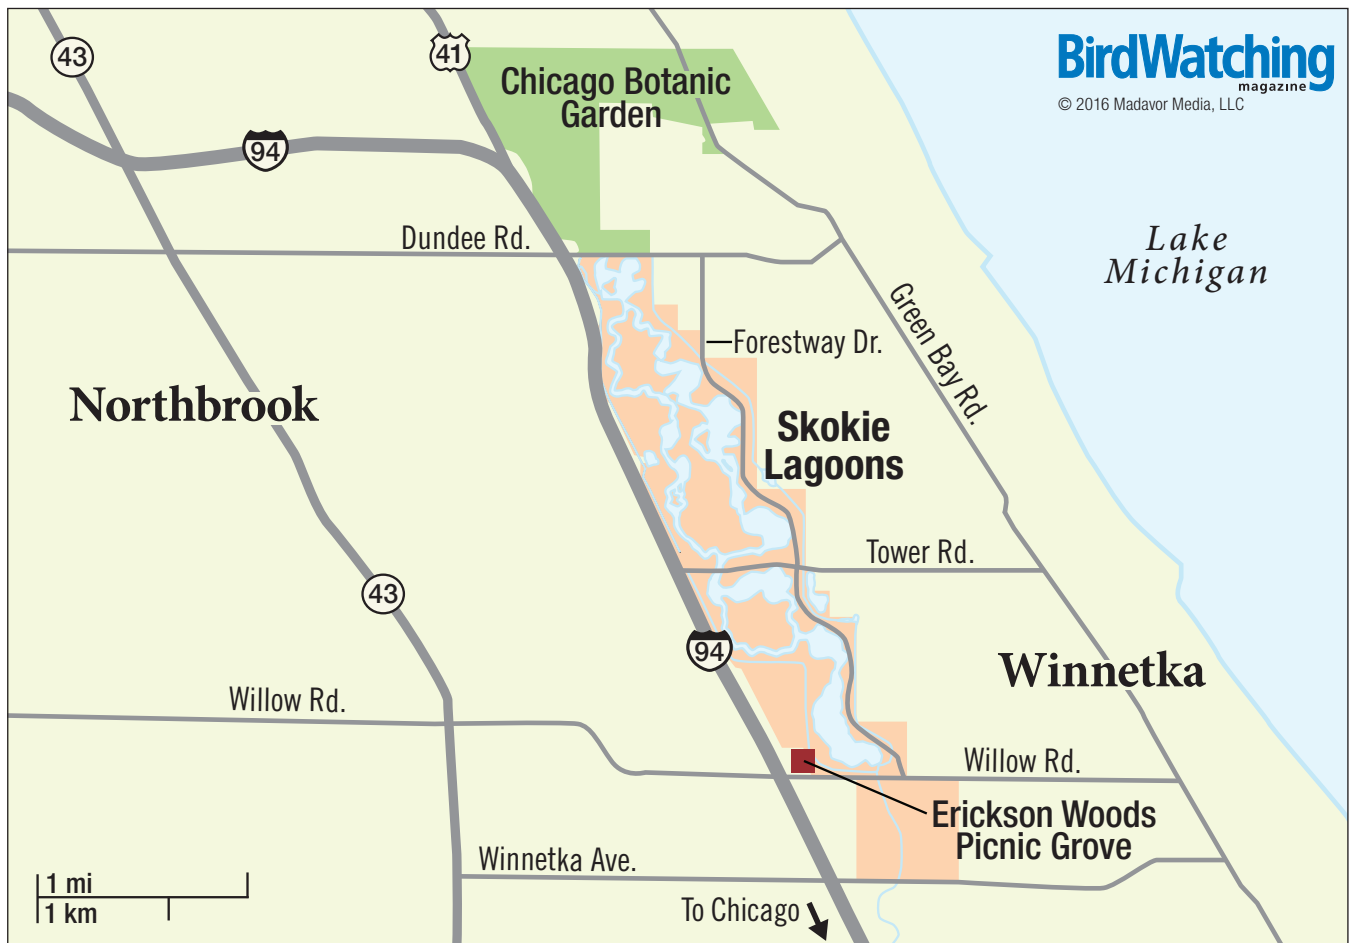 43
41
Chicago Botanic
Garden
BirdWatching
magazine
© 2016 Madavor Media, LLC
94
Dundee Rd.
Lake
Michigan
Green Bay Rd.
Forestway Dr.
Northbrook
Skokie
Lagoons
Tower Rd.
43
94
Winnetka
Willow Rd.
Willow Rd.
Erickson Woods
Picnic Grove
Winnetka Ave.
1 mi
1 km
To Chicago